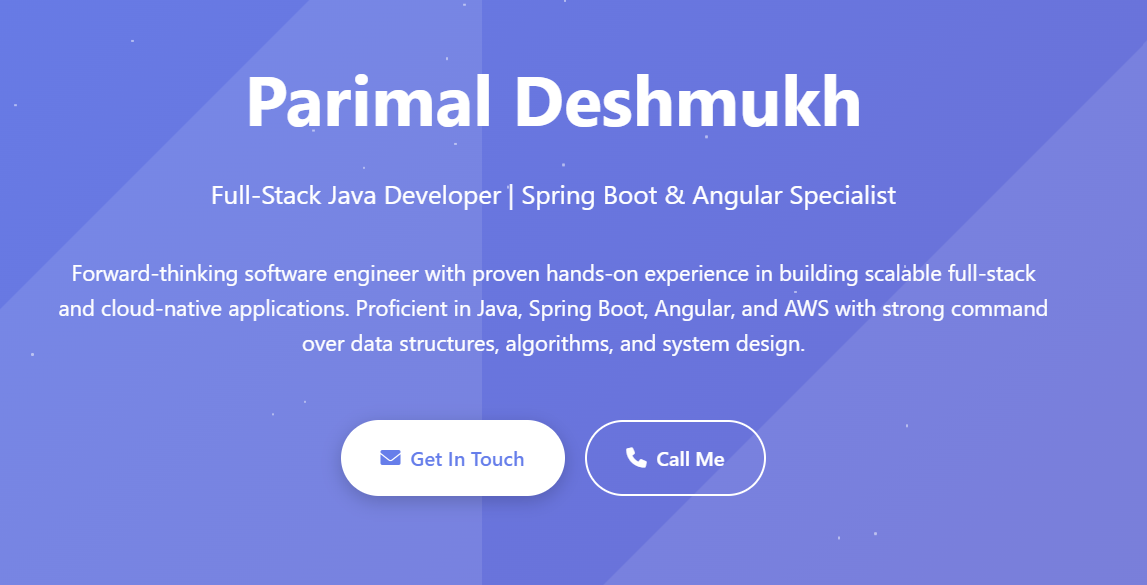 Parimal Deshmukh
Full-Stack Java Developer | Spring Boot & Angular Specialist
Forward-thinking software engineer with proven hands-on experience in building scalable full-stack
and cloud-native applications. Proficient in Java, Spring Boot, Angular, and AWS with strong command
over data structures, algorithms, and system design.
Get In Touch
Call Me